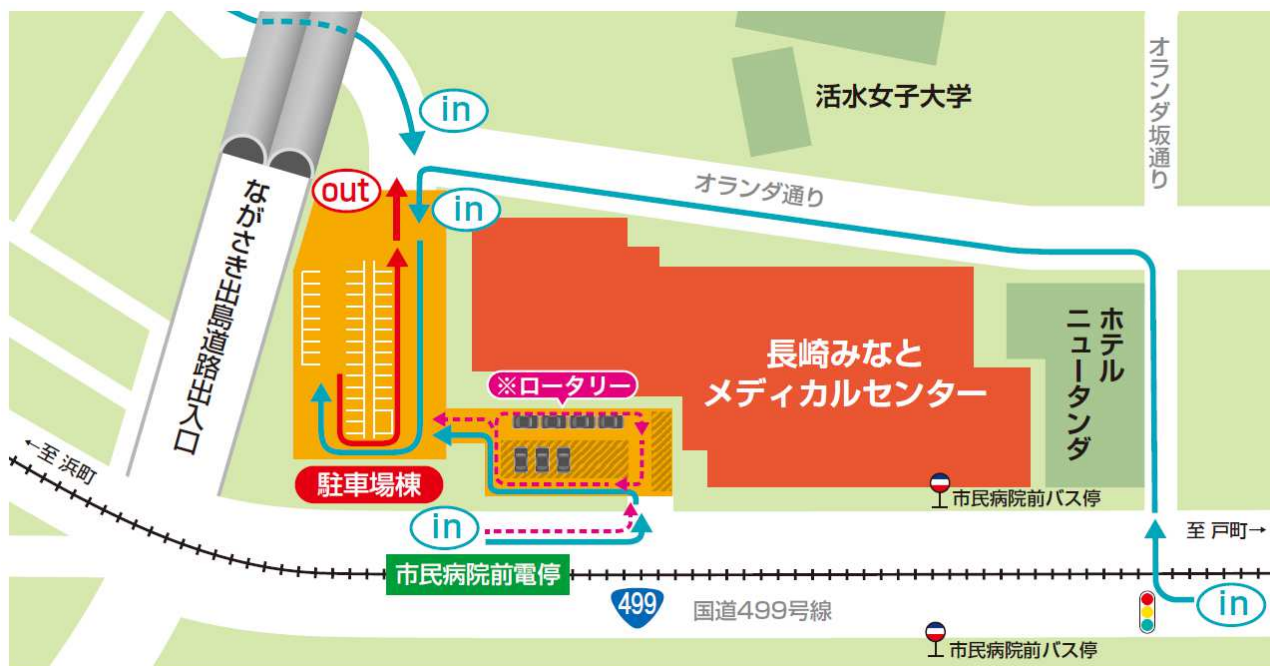 in
活水女子大学
オランダ坂通り
out
in
オランダ通り
ながさき出島道路出入口
長崎みなと
メディカルセンター
ホテル
ニュータンダ
※ロータリー
←至 浜町
駐車場棟
市民病院前バス停
in
至 戸町→
市民病院前電停
499
国道499号線
in
市民病院前バス停